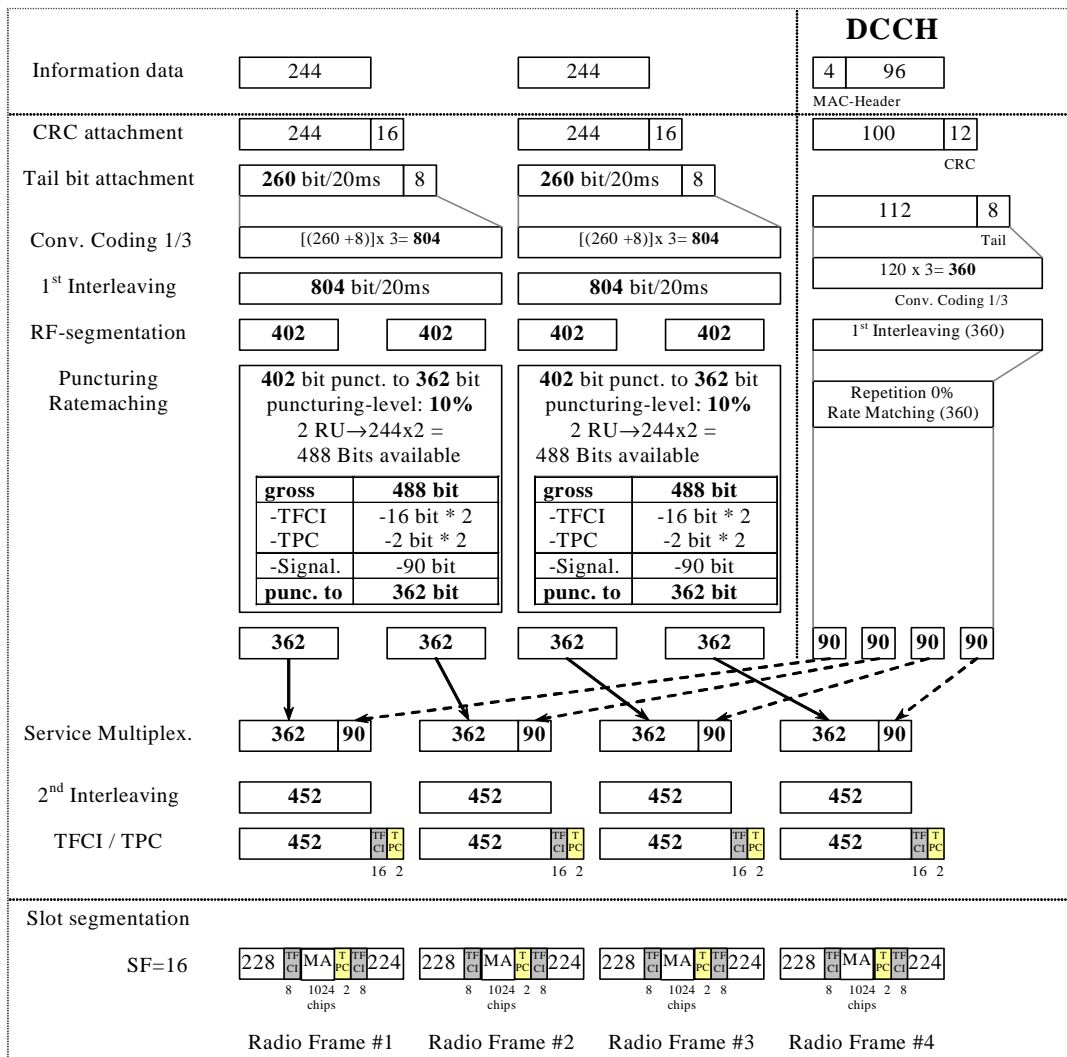 DCCH
Information data 244 244 4 96
MAC-Header
CRC attachment 244 16 244 16 100 12
CRC
Tail bit attachment 260 bit/20ms 8 260 bit/20ms 8
112 8
Tail
Conv. Coding 1/3 [(260 +8)]x 3= 804 [(260 +8)]x 3= 804
120 x 3= 360
Conv. Coding 1/3
1st Interleaving 804 bit/20ms 804 bit/20ms
RF-segmentation 402 402 402 402 1st Interleaving (360)
Puncturing
Ratemaching
402 bit punct. to 362 bit
puncturing-level: 10%
2 RU→244x2 =
488 Bits available
gross 488 bit
-TFCI -16 bit * 2
-TPC -2 bit * 2
-Signal. -90 bit
punc. to 362 bit
402 bit punct. to 362 bit
puncturing-level: 10%
2 RU→244x2 =
488 Bits available
gross 488 bit
-TFCI -16 bit * 2
-TPC -2 bit * 2
-Signal. -90 bit
punc. to 362 bit
Repetition 0%
Rate Matching (360)
362 362 362 362 90 90 90 90
Service Multiplex. 362 90 362 90 362 90 362 90
2nd Interleaving 452 452 452 452
TFCI / TPC 452 TF CI T PC 452 TF CI T PC 452 TF CI T PC 452 TF CI T PC
16 2 16 2 16 2 16 2
Slot segmentation
SF=16 228 TF CI MA T PC TF CI 224 228 TF CI MA T PC TF CI 224 228 TF CI MA T PC TF CI 224 228 TF CI MA T PC TF CI 224
8 1024 2 8 8 1024 2 8 8 1024 2 8 8 1024 2 8
chips chips chips chips
Radio Frame #1 Radio Frame #2 Radio Frame #3 Radio Frame #4